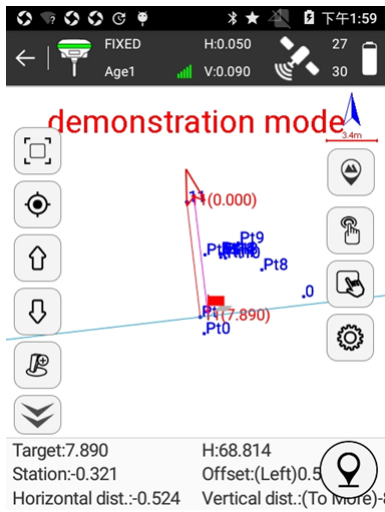 下午1:59
FIXED H:0.050 27
Age1 V:0.090 30
demonstration mode
3.4m
(0.000)
Pt9
Pt8
0
(7.890)
Pt0
Target:7.890 H:68.814
Station:-0.321 Offset:(Left)0.5
Horizontal dist.:-0.524 Vertical dist.:(To More)-